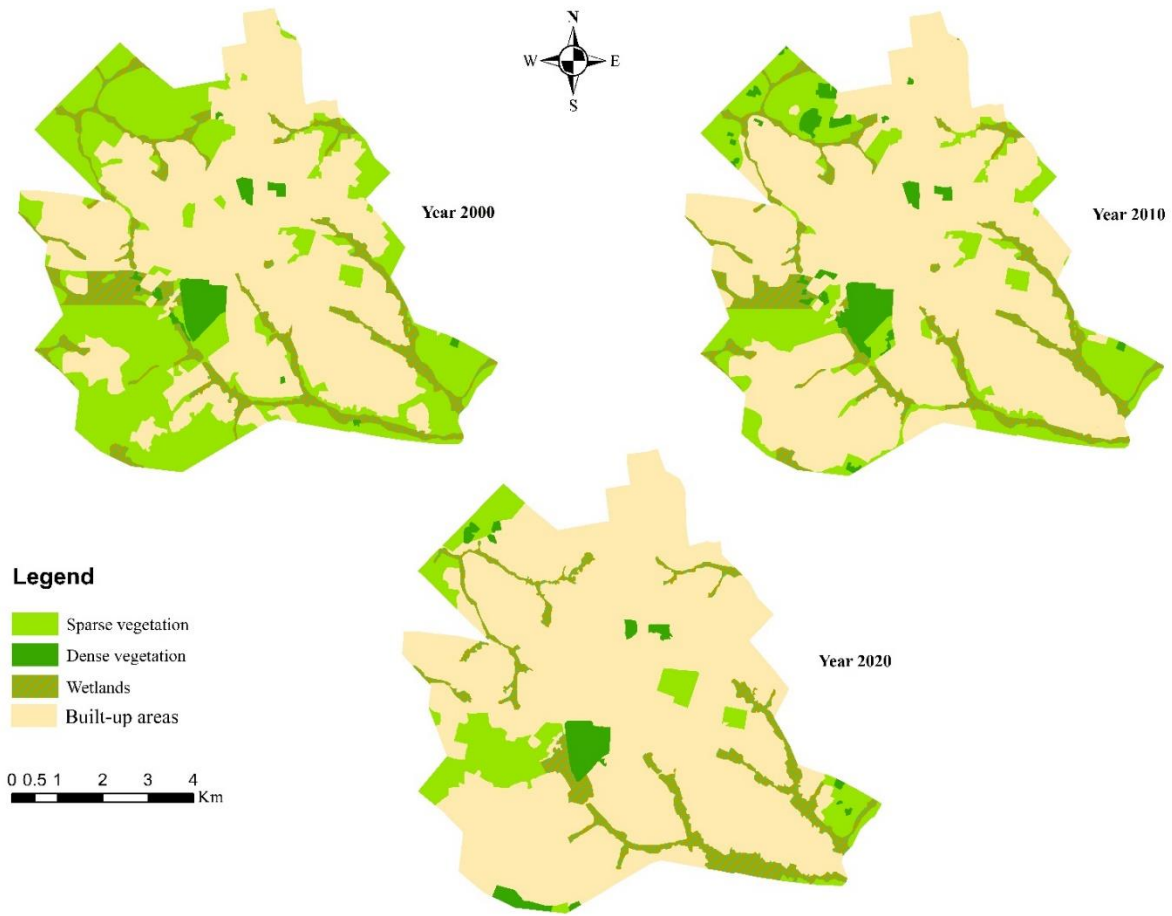 N
W E
S
Year 2000
Year 2010
Year 2020
Legend
Sparse vegetation
Dense vegetation
Wetlands
Built-up areas
0 0.5 1 2 3 4
Km